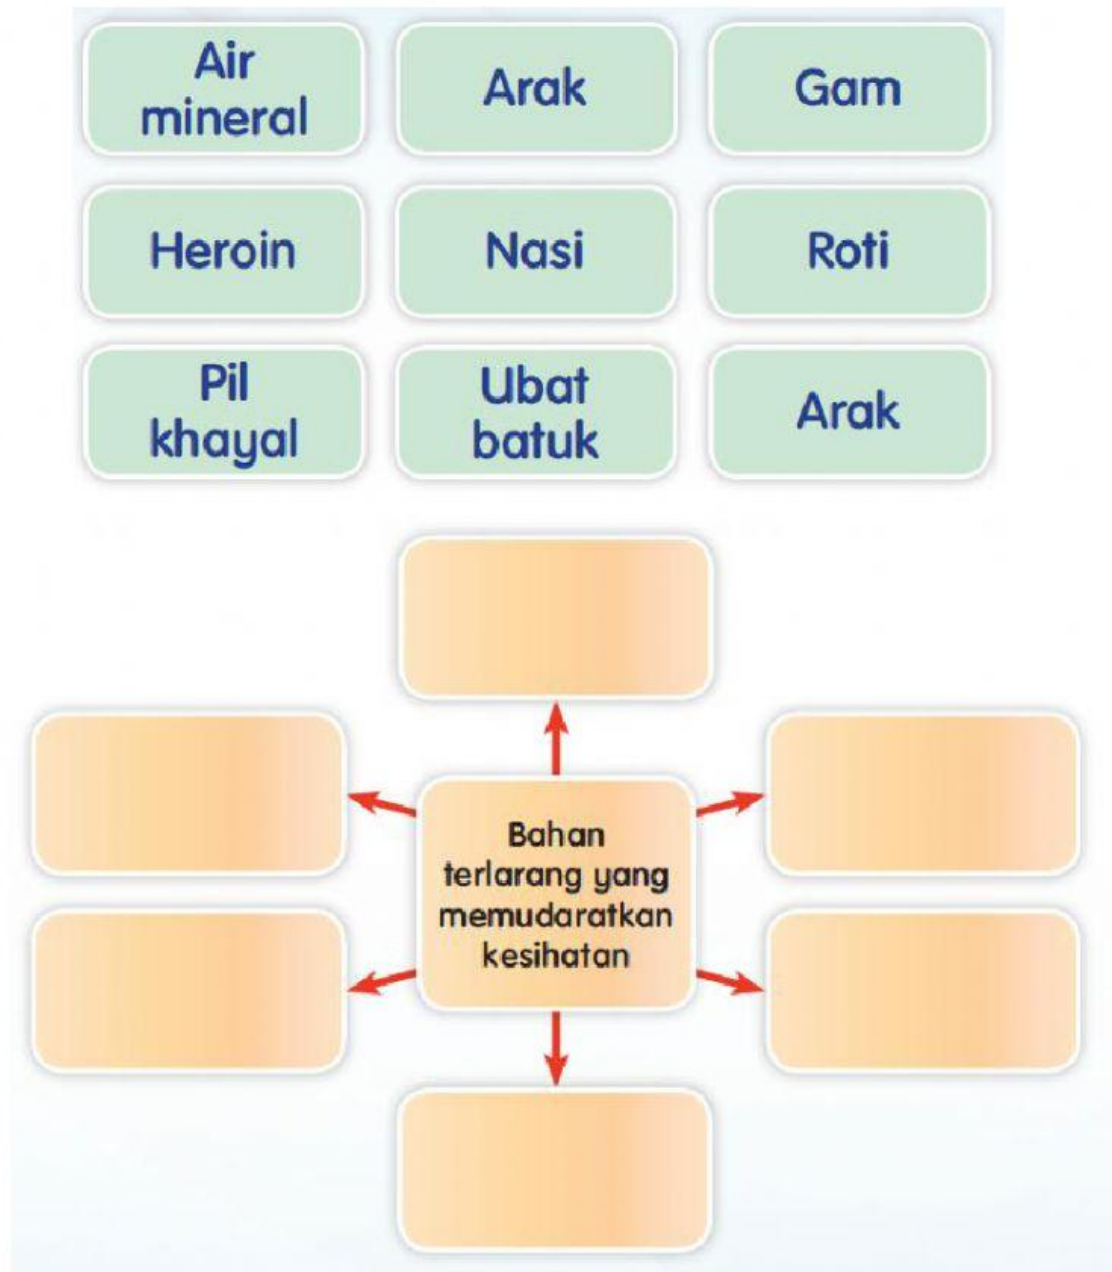 Air
mineral
Arak
Gam
Heroin
Nasi
Roti
Pil
khayal
Ubat
batuk
Arak
Bahan
terlarang yang
memudaratkan
kesihatan